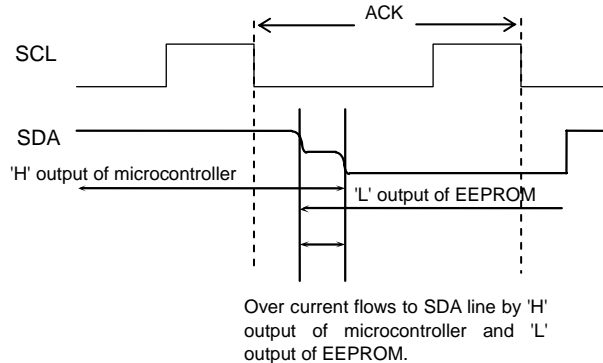 ACK
SCL
SDA
'H' output of microcontroller
'L' output of EEPROM
Over current flows to SDA line by 'H'
output of microcontroller and 'L'
output of EEPROM.